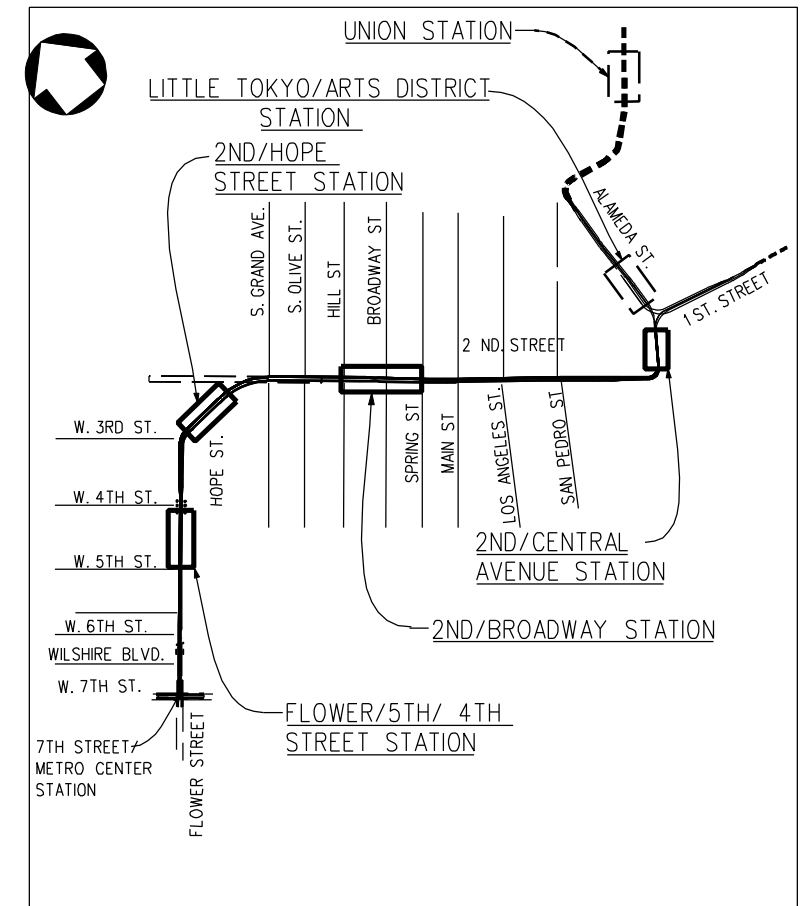 UNION STATION
LITTLE TOKYO/ARTS DISTRICT
STATION
2ND/HOPE
STREET STATION
S. GRAND AVE.
S. OLIVE ST.
HILL ST
BROADWAY ST
ALAMEDA ST.
1 ST. STREET
2 ND. STREET
W. 3RD ST.
HOPE ST.
SPRING ST
MAIN ST
LOS ANGELES ST.
SAN PEDRO ST
W. 4TH ST.
W. 5TH ST.
2ND/CENTRAL
AVENUE STATION
W. 6TH ST.
2ND/BROADWAY STATION
WILSHIRE BLVD.
W. 7TH ST.
FLOWER/5TH/ 4TH
STREET STATION
7TH STREET/
METRO CENTER
STATION
FLOWER STREET